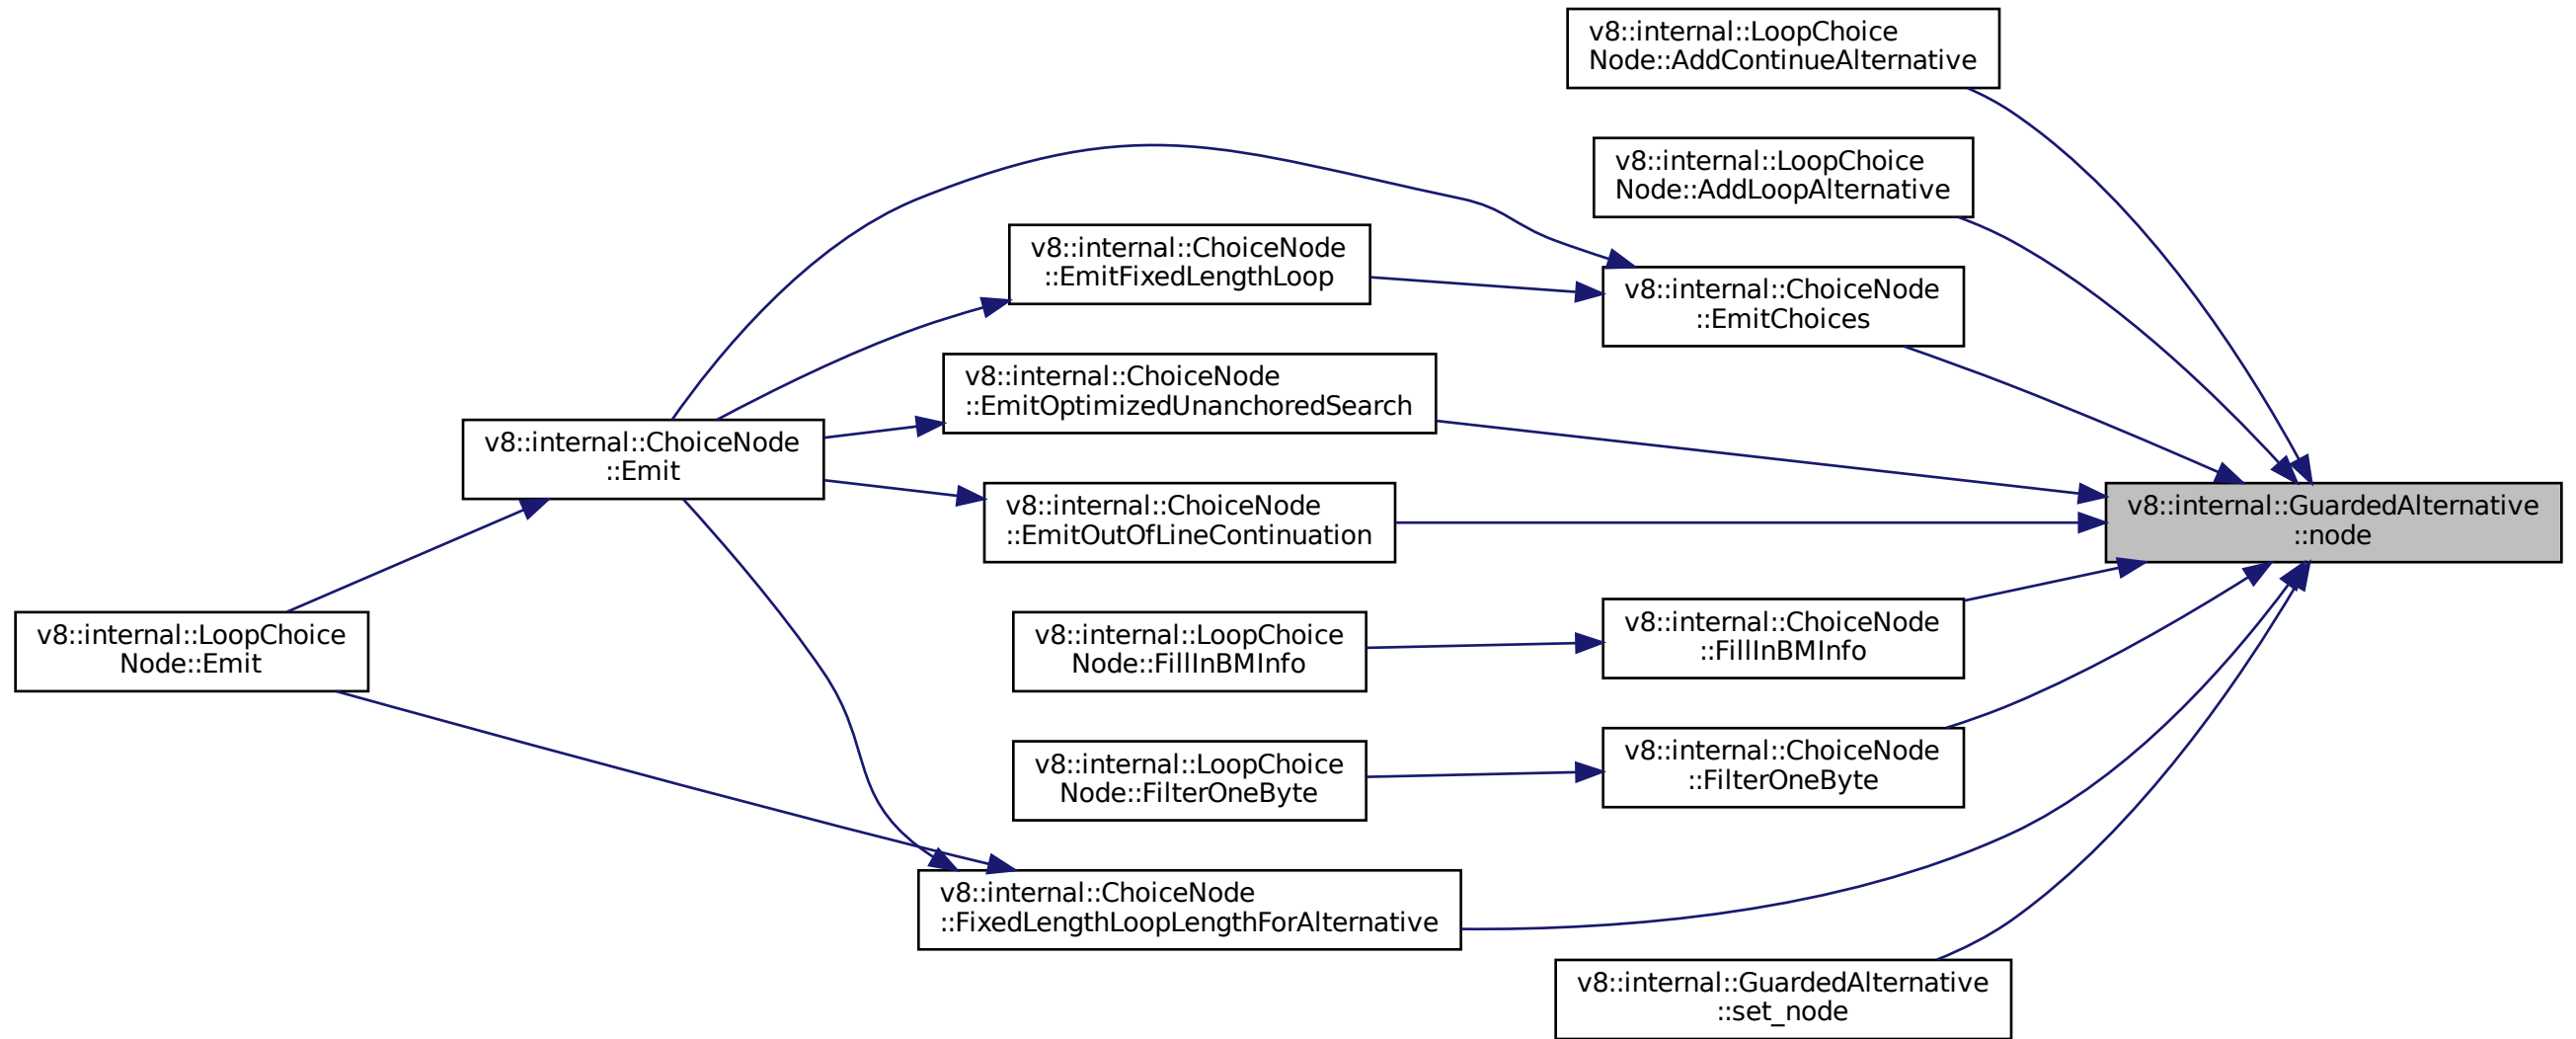 v8::internal::LoopChoice
Node::AddContinueAlternative
v8::internal::LoopChoice
Node::AddLoopAlternative
v8::internal::ChoiceNode
::EmitFixedLengthLoop
v8::internal::ChoiceNode
::EmitChoices
v8::internal::ChoiceNode
::EmitOptimizedUnanchoredSearch
v8::internal::ChoiceNode
::Emit
v8::internal::ChoiceNode
::EmitOutOfLineContinuation
v8::internal::GuardedAlternative
::node
v8::internal::LoopChoice
Node::Emit
v8::internal::LoopChoice
Node::FillInBMInfo
v8::internal::ChoiceNode
::FillInBMInfo
v8::internal::LoopChoice
Node::FilterOneByte
v8::internal::ChoiceNode
::FilterOneByte
v8::internal::ChoiceNode
::FixedLengthLoopLengthForAlternative
v8::internal::GuardedAlternative
::set_node